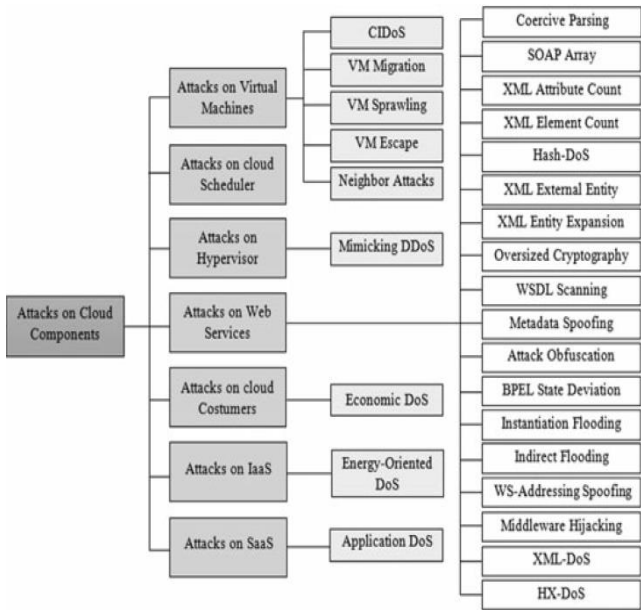 Attacks on Cloud
Components
Attacks on Virtual
Machines
Attacks on cloud
Scheduler
Attacks on
Hypervisor
Attacks on Web
Services
Attacks on cloud
Costumers
Attacks on IaaS
Attacks on SaaS
CIDoS
VM Migration
VM Sprawling
VM Escape
Neighbor Attacks
Mimicking DDoS
Economic DoS
Energy-Oriented
DoS
Application DoS
Coercive Parsing
SOAP Array
XML Attribute Count
XML Element Count
Hash-DoS
XML External Entity
XML Entity Expansion
Oversized Cryptography
WSDL Scanning
Metadata Spoofing
Attack Obfuscation
BPEL State Deviation
Instantiation Flooding
Indirect Flooding
WS-Addressing Spoofing
Middleware Hijacking
XML-DoS
HX-DoS